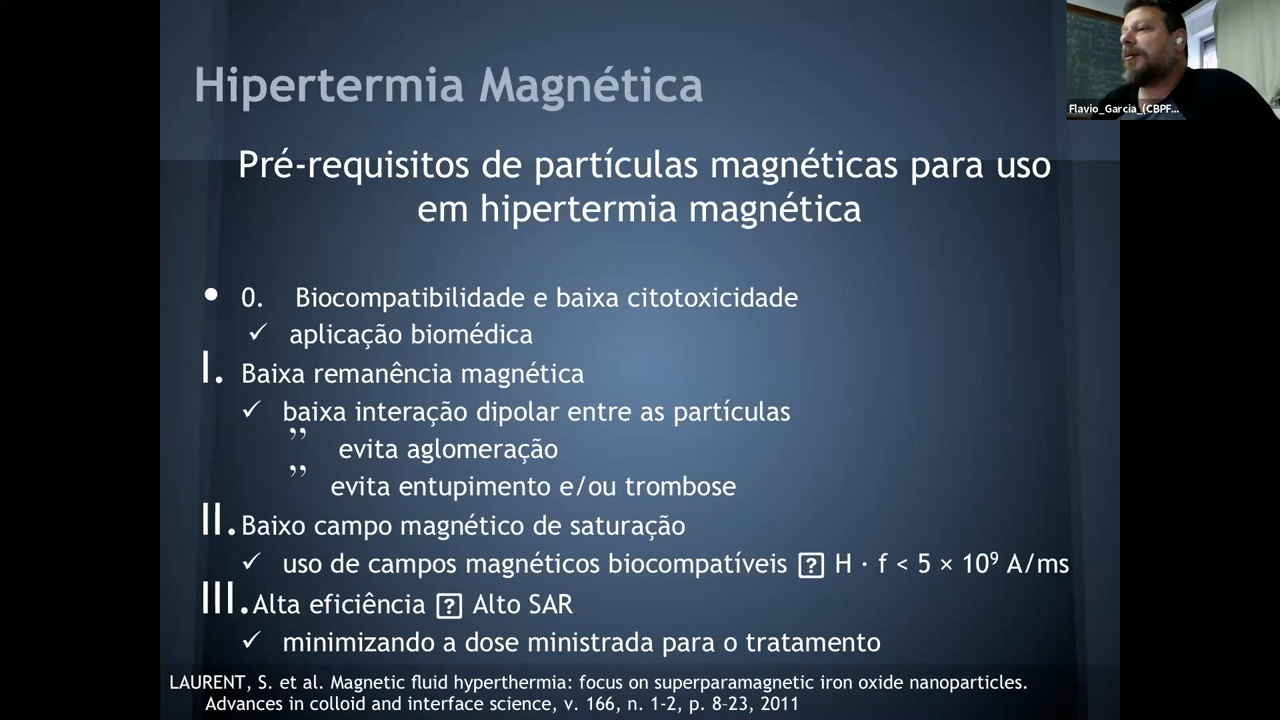 Hipertermia Magnética
Flavio_Garcia_(CBPF...
Pré-requisitos de partículas magnéticas para uso
em hipertermia magnética
• 0. Biocompatibilidade e baixa citotoxicidade
✓ aplicação biomédica
I. Baixa remanência magnética
✓ baixa interação dipolar entre as partículas
” evita aglomeração
” evita entupimento e/ou trombose
II. Baixo campo magnético de saturação
✓ uso de campos magnéticos biocompatíveis ⍰ H · f < 5 × 10⁹ A/ms
III. Alta eficiência ⍰ Alto SAR
✓ minimizando a dose ministrada para o tratamento
LAURENT, S. et al. Magnetic fluid hyperthermia: focus on superparamagnetic iron oxide nanoparticles.
Advances in colloid and interface science, v. 166, n. 1-2, p. 8–23, 2011